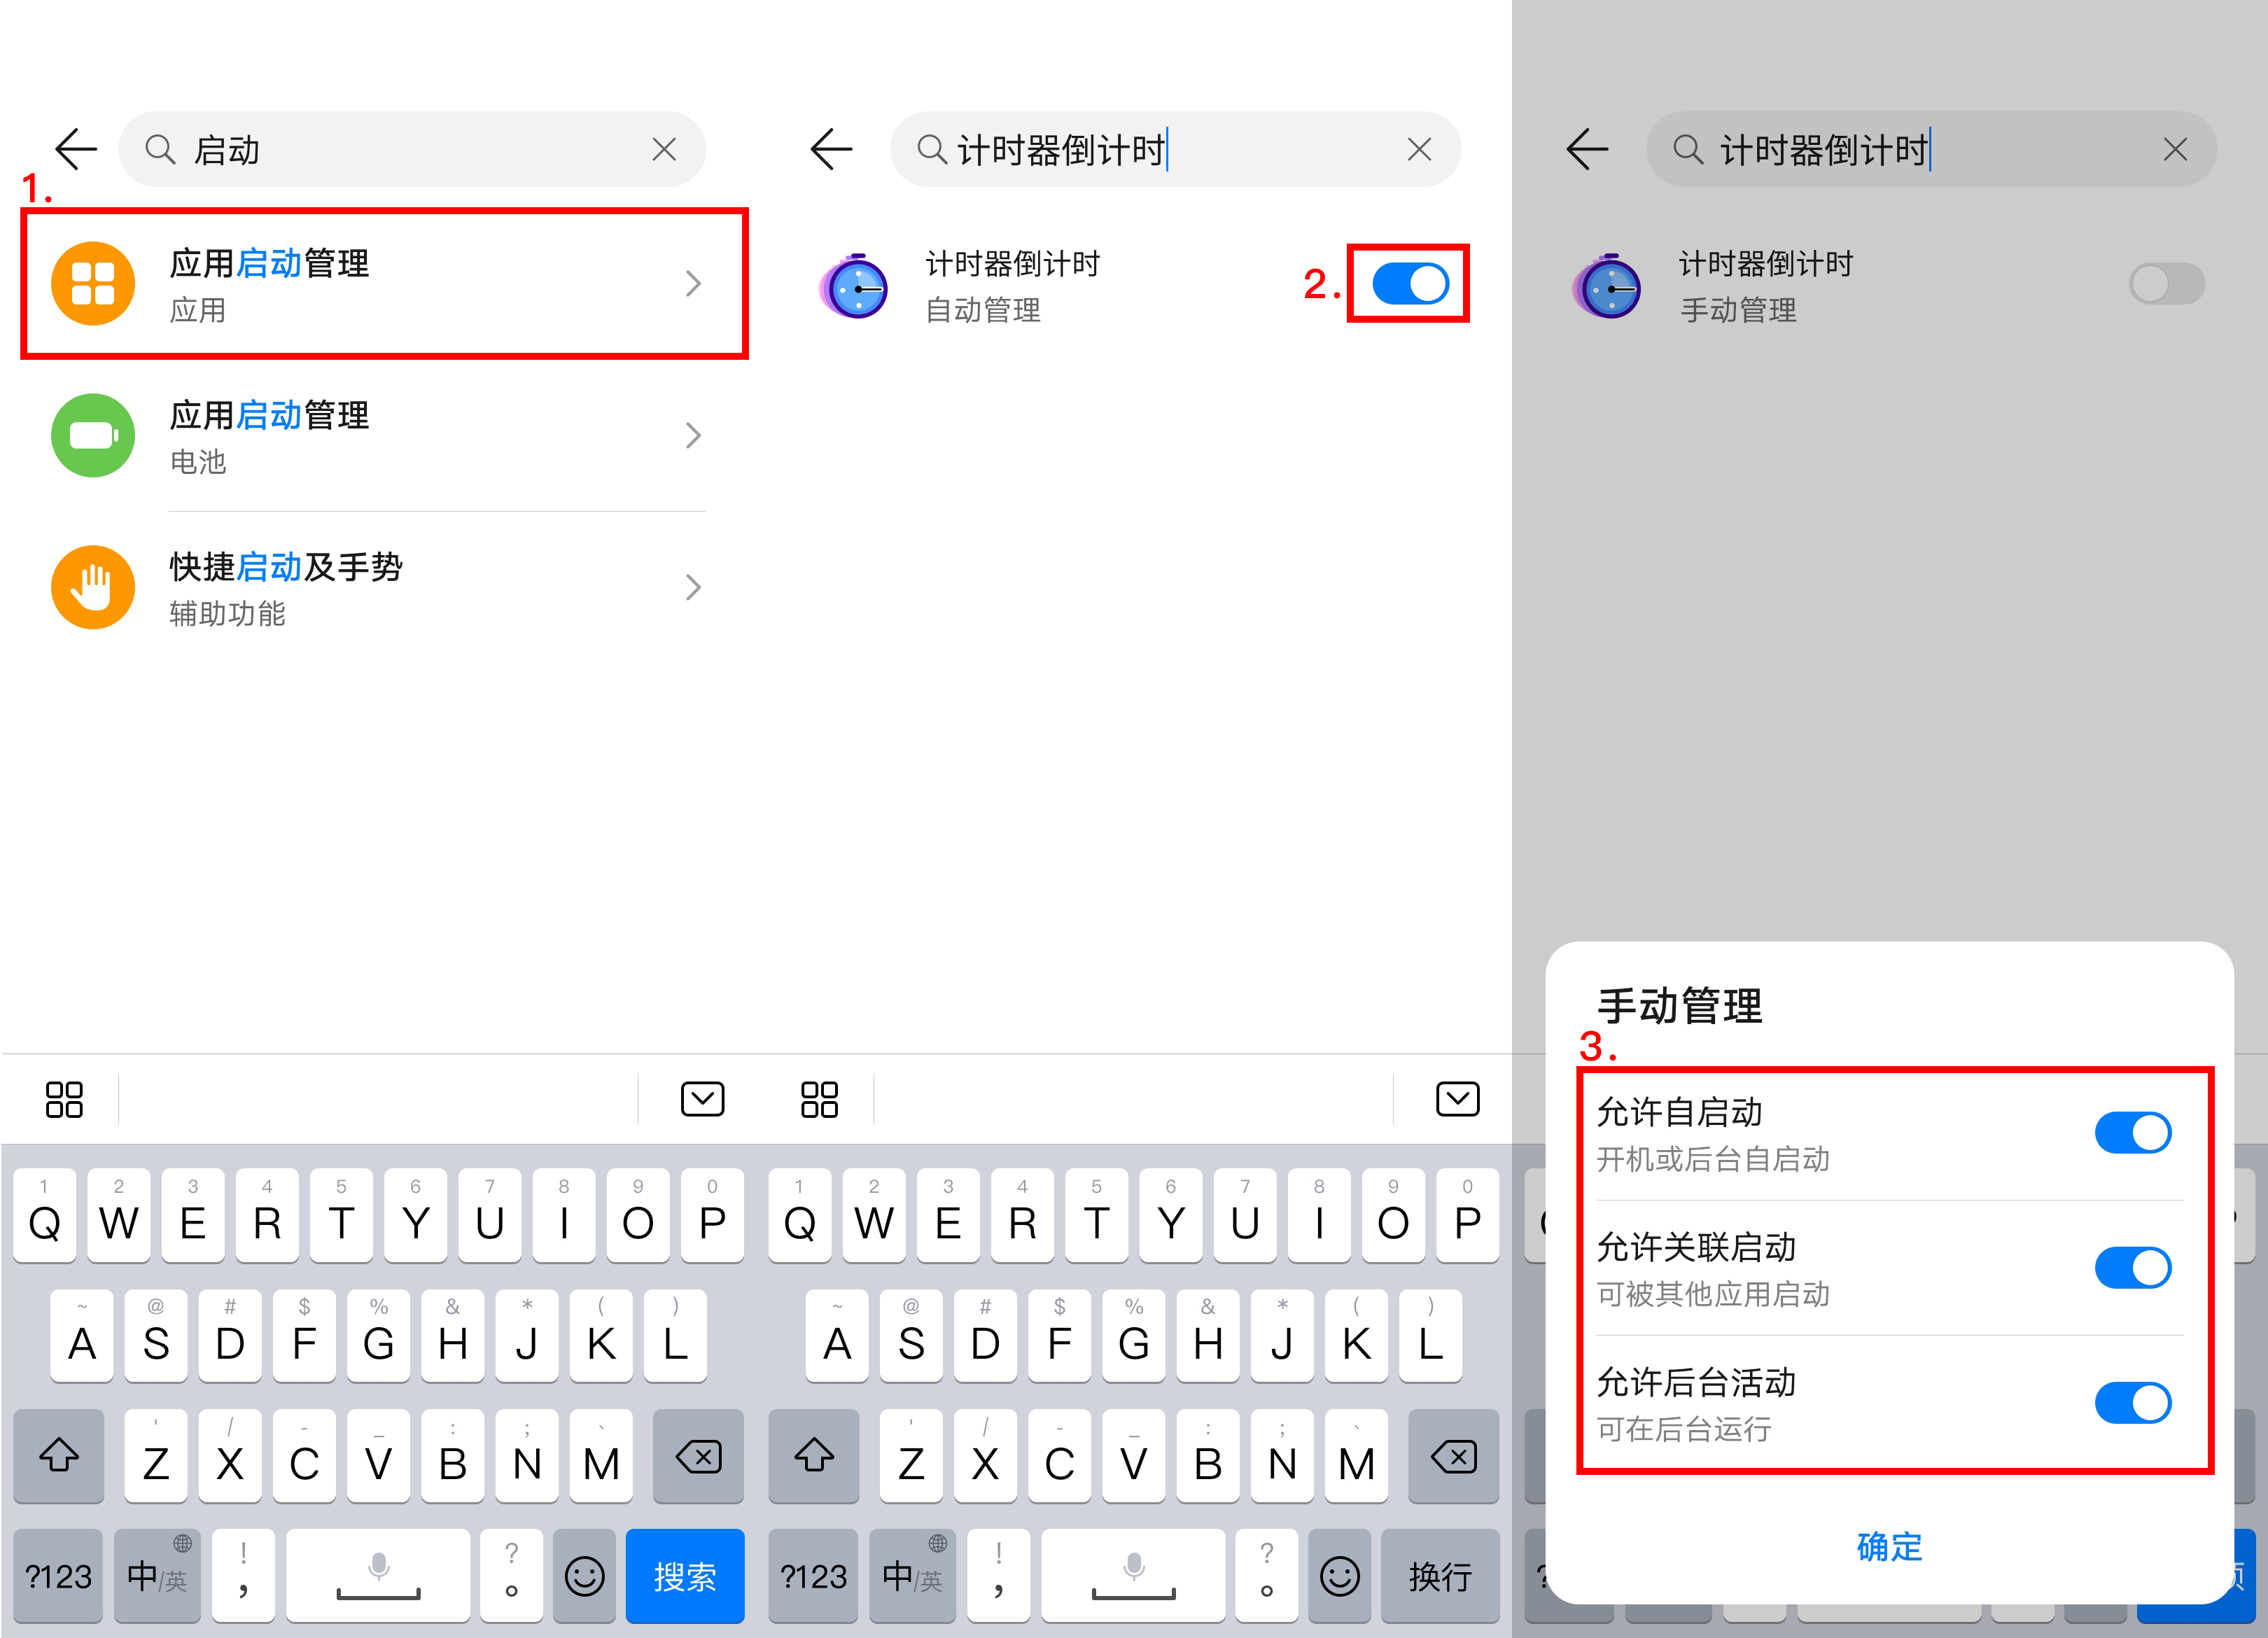 启动
1.
应用启动管理
应用
应用启动管理
电池
快捷启动及手势
辅助功能
1 2 3 4 5 6 7 8 9 0
Q W E R T Y U I O P
~ @ # $ % & * ( )
A S D F G H J K L
' / - _ : ; 、
Z X C V B N M
?123 中/英 ! , ? 。 搜索
计时器倒计时
计时器倒计时
自动管理
2.
1 2 3 4 5 6 7 8 9 0
Q W E R T Y U I O P
~ @ # $ % & * ( )
A S D F G H J K L
' / - _ : ; 、
Z X C V B N M
?123 中/英 ! , ? 。 换行
计时器倒计时
计时器倒计时
手动管理
手动管理
3.
允许自启动
开机或后台自启动
允许关联启动
可被其他应用启动
允许后台活动
可在后台运行
确定